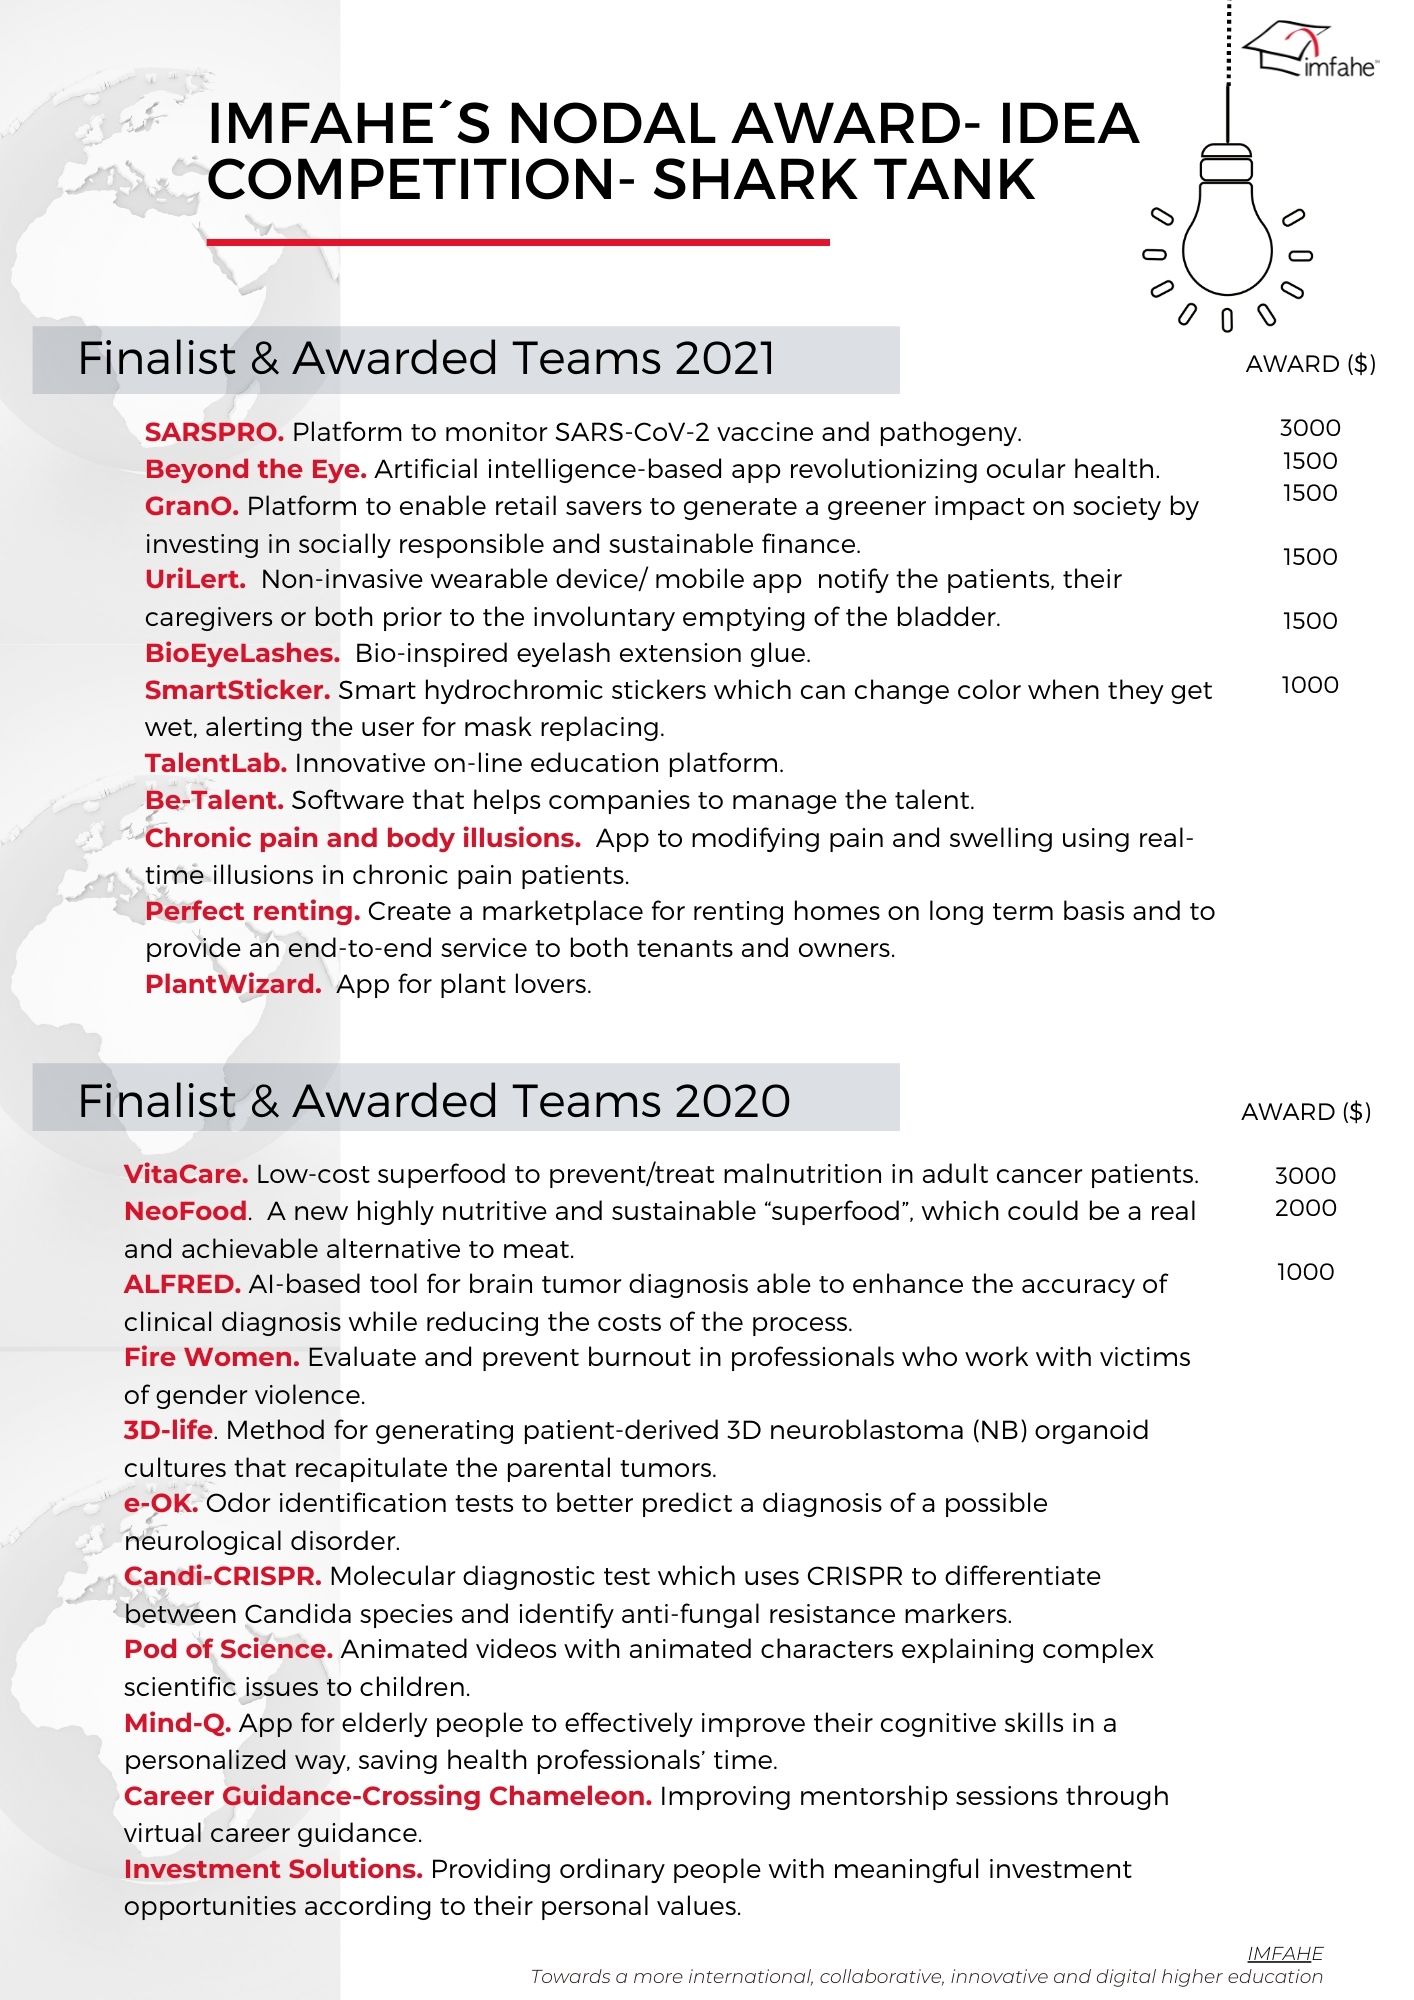 imfahe
IMFAHE´S NODAL AWARD- IDEA
COMPETITION- SHARK TANK
Finalist & Awarded Teams 2021
AWARD ($)
SARSPRO. Platform to monitor SARS-CoV-2 vaccine and pathogeny.
3000
Beyond the Eye. Artificial intelligence-based app revolutionizing ocular health.
1500
GranO. Platform to enable retail savers to generate a greener impact on society by
1500
investing in socially responsible and sustainable finance.
1500
UriLert.  Non-invasive wearable device/ mobile app  notify the patients, their
caregivers or both prior to the involuntary emptying of the bladder.
1500
BioEyeLashes.  Bio-inspired eyelash extension glue.
SmartSticker. Smart hydrochromic stickers which can change color when they get
1000
wet, alerting the user for mask replacing.
TalentLab. Innovative on-line education platform.
Be-Talent. Software that helps companies to manage the talent.
Chronic pain and body illusions.  App to modifying pain and swelling using real-
time illusions in chronic pain patients.
Perfect renting. Create a marketplace for renting homes on long term basis and to
provide an end-to-end service to both tenants and owners.
PlantWizard.  App for plant lovers.
Finalist & Awarded Teams 2020
AWARD ($)
VitaCare. Low-cost superfood to prevent/treat malnutrition in adult cancer patients.
3000
NeoFood.  A new highly nutritive and sustainable “superfood”, which could be a real
2000
and achievable alternative to meat.
ALFRED. AI-based tool for brain tumor diagnosis able to enhance the accuracy of
1000
clinical diagnosis while reducing the costs of the process.
Fire Women. Evaluate and prevent burnout in professionals who work with victims
of gender violence.
3D-life. Method for generating patient-derived 3D neuroblastoma (NB) organoid
cultures that recapitulate the parental tumors.
e-OK. Odor identification tests to better predict a diagnosis of a possible
neurological disorder.
Candi-CRISPR. Molecular diagnostic test which uses CRISPR to differentiate
between Candida species and identify anti-fungal resistance markers.
Pod of Science. Animated videos with animated characters explaining complex
scientific issues to children.
Mind-Q. App for elderly people to effectively improve their cognitive skills in a
personalized way, saving health professionals’ time.
Career Guidance-Crossing Chameleon. Improving mentorship sessions through
virtual career guidance.
Investment Solutions. Providing ordinary people with meaningful investment
opportunities according to their personal values.
IMFAHE
Towards a more international, collaborative, innovative and digital higher education